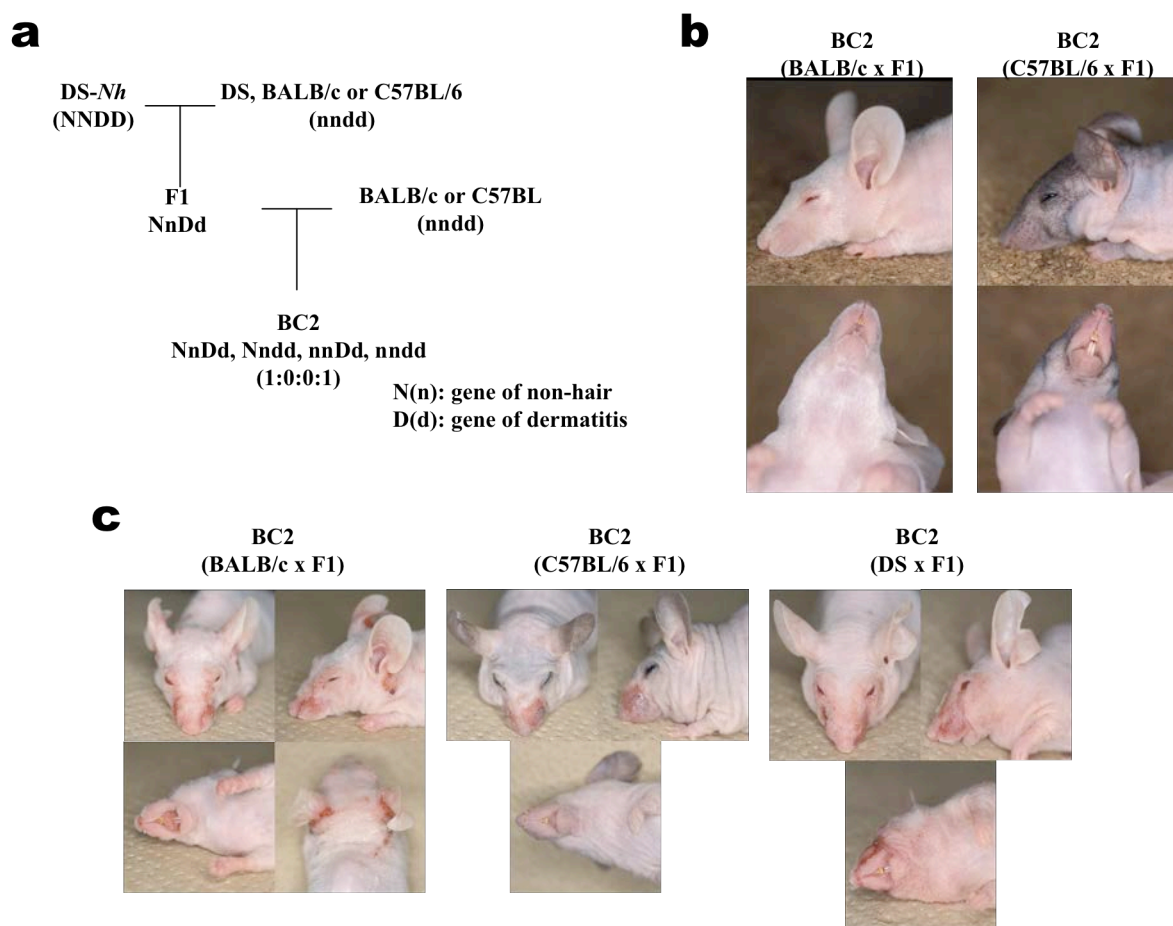 a
DS-Nh
(NNDD)
DS, BALB/c or C57BL/6
(nndd)
F1
NnDd
BALB/c or C57BL
(nndd)
BC2
NnDd, Nndd, nnDd, nndd
(1:0:0:1)
N(n): gene of non-hair
D(d): gene of dermatitis
b
BC2
(BALB/c x F1)
BC2
(C57BL/6 x F1)
c
BC2
(BALB/c x F1)
BC2
(C57BL/6 x F1)
BC2
(DS x F1)